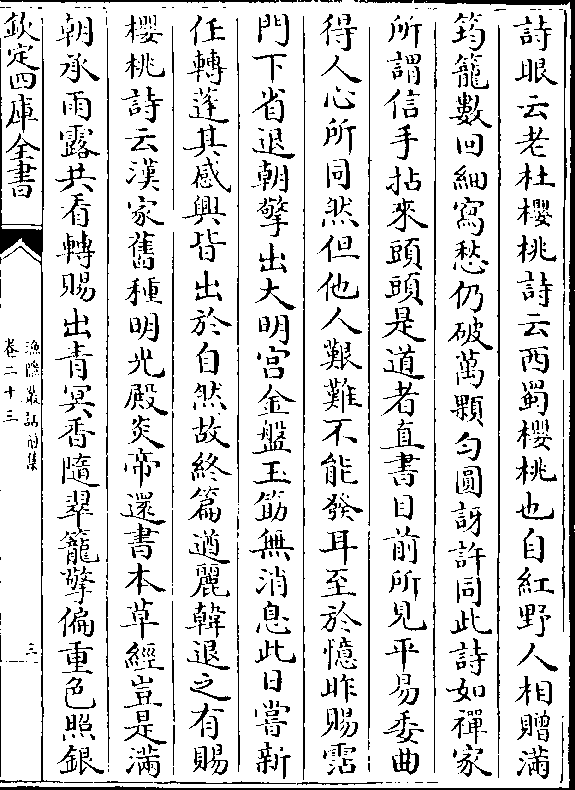 詩眼云老杜櫻桃詩云西蜀櫻桃也自紅野人相贈滿
筠籠數回細寫愁仍破萬顆勻圓訝許同此詩如禪家
所謂信手拈來頭頭是道者直書目前所見平易委曲
得人心所同然但他人艱難不能發耳至於憶昨賜霑
門下省退朝擎出大明宫金盤玉筯無消息此日嘗新
任轉蓬其感興皆出於自然故終篇遒麗韓退之有賜
櫻桃詩云漢家舊種明光殿炎帝還書本草經豈是滿
朝承雨露共看轉賜出青冥香隨翠籠擎偏重色照銀
欽定四庫全書
漁隱叢話前集
卷二十三
三